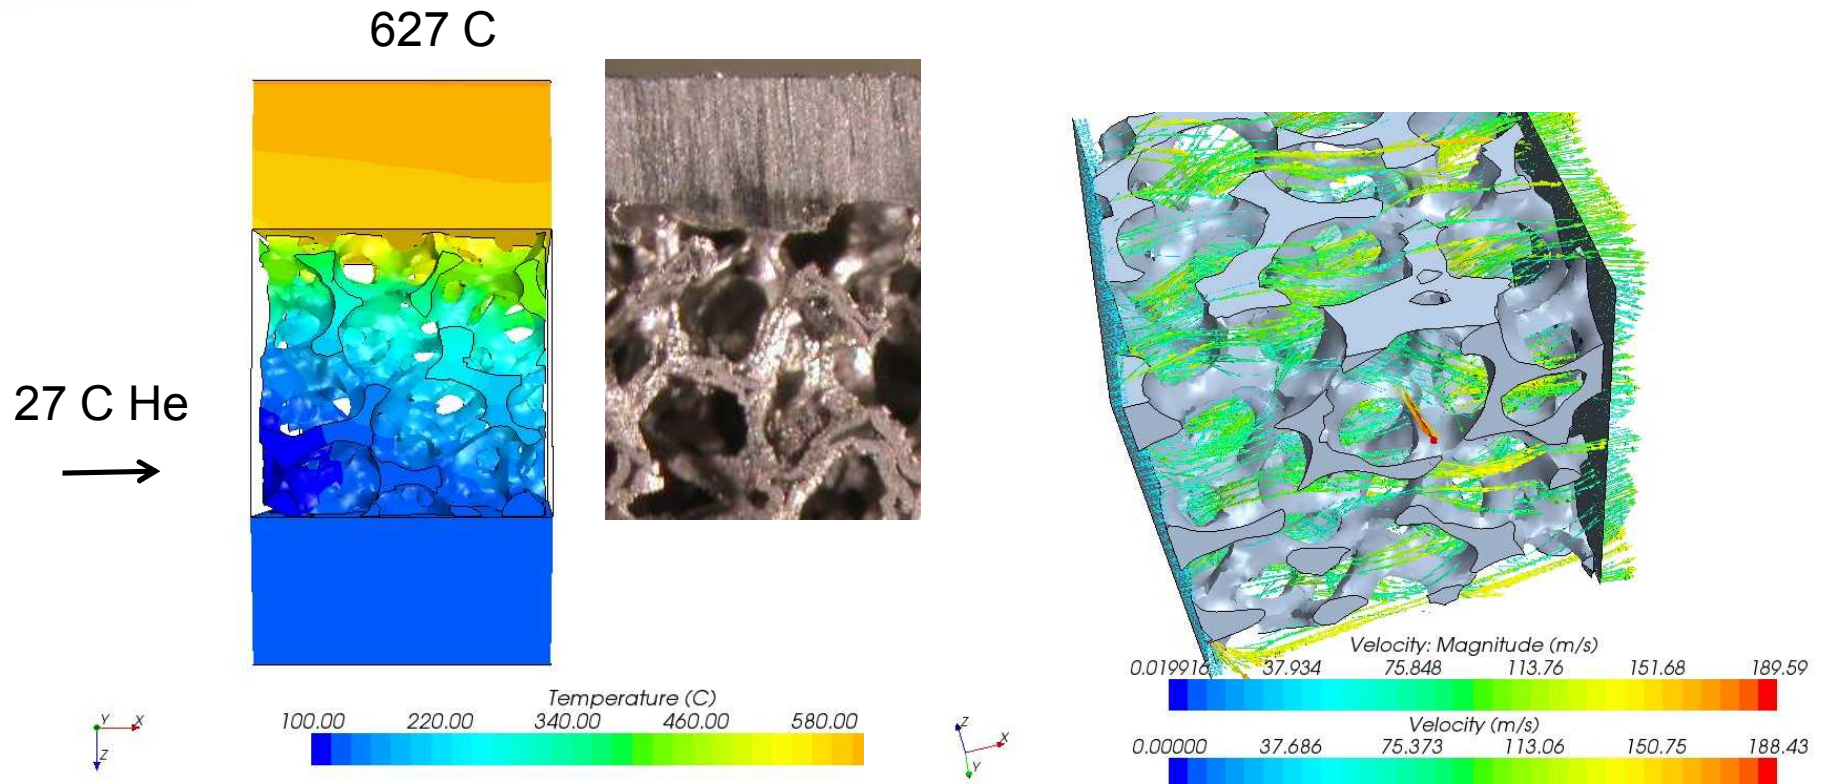 627 C
27 C He
Temperature (C)
100.00 220.00 340.00 460.00 580.00
Y X
Z
Z
X
Y
Velocity: Magnitude (m/s)
0.019916 37.934 75.848 113.76 151.68 189.59
Velocity (m/s)
0.00000 37.686 75.373 113.06 150.75 188.43